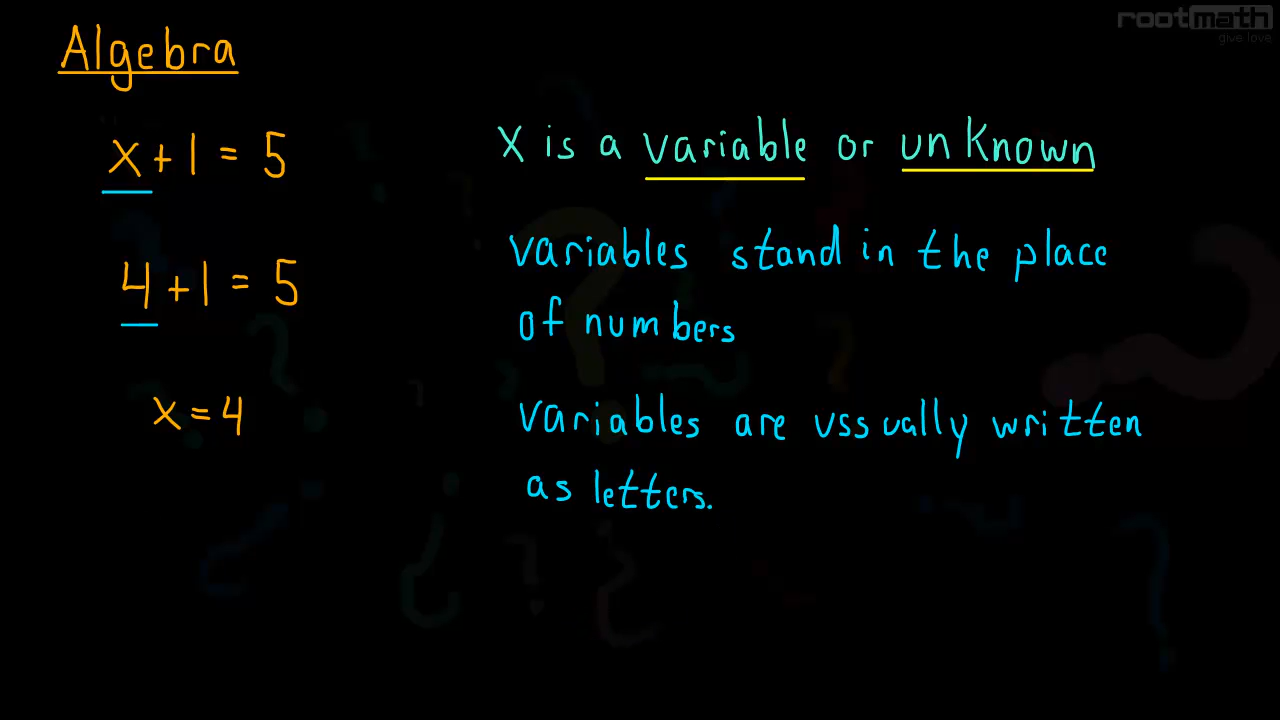 rootmath
give love
Algebra
x + 1 = 5
4 + 1 = 5
x = 4
X is a variable or unknown
variables stand in the place
of numbers
variables are ussually written
as letters.